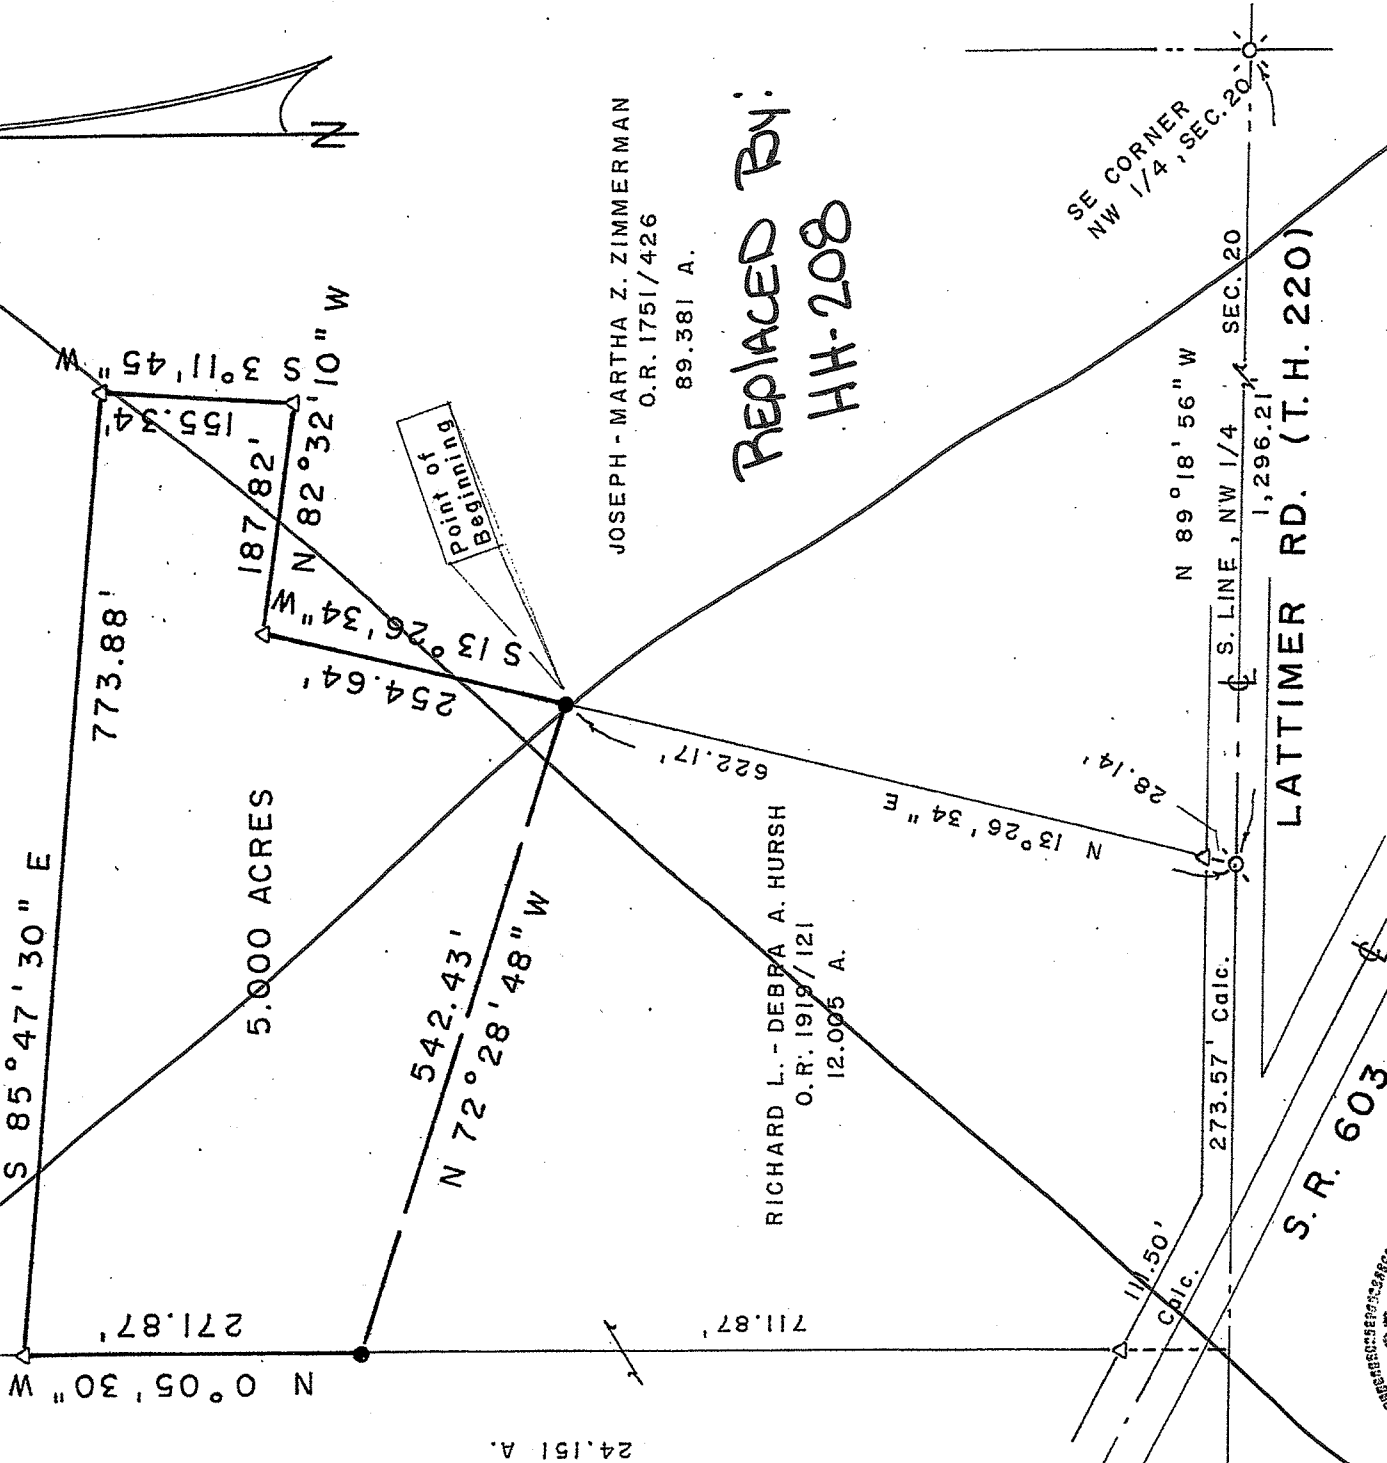 N
S 85°47'30" E
773.88'
S 3°11'45" W
155.34'
187.82'
N 82°32'10" W
S 13°26'34" W
254.64'
Point of
Beginning
5.000 ACRES
542.43'
N 72°28'48" W
271.87'
N 0°05'30" W
JOSEPH - MARTHA Z. ZIMMERMAN
O.R. 1751/426
89.381 A.
REPlACED By:
HH-208
SE CORNER
NW 1/4, SEC. 20
N 89°18'56" W
S. LINE, NW 1/4 SEC. 20
1,296.21'
LATTIMER RD. (T.H. 220)
622.17'
N 13°26'34" E
28.14'
RICHARD L. - DEBRA A. HURSH
O.R. 1919/121
12.005 A.
273.57' Calc.
S.R. 603
111.50'
Calc.
711.87'
24.151 A.